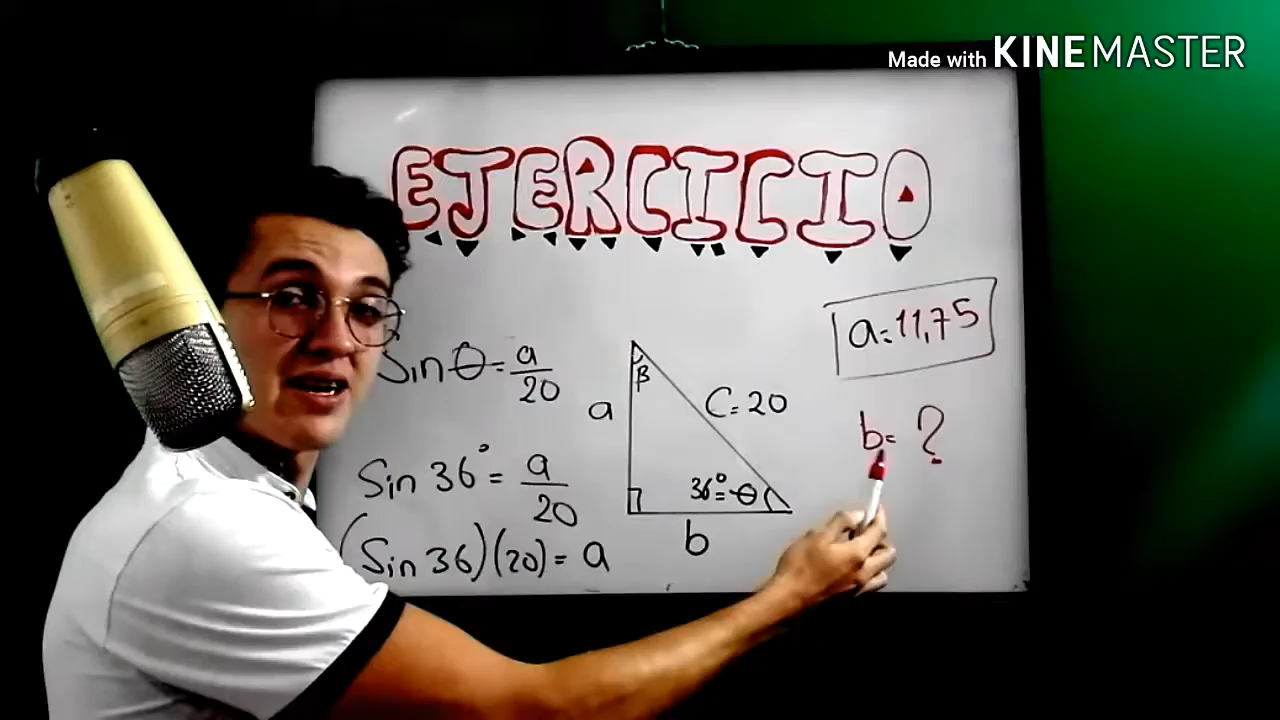 Made with KINEMASTER
EJERCICIO
Sin θ = a/20
a = 11,75
β
a
C = 20
b = ?
Sin 36° = a/20
36° = θ
b
(Sin 36)(20) = a